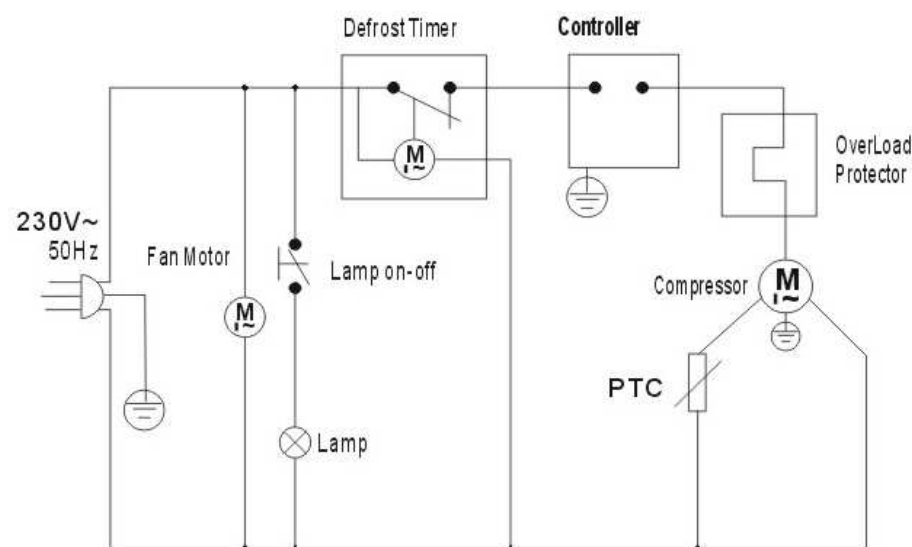 Defrost Timer
Controller
M
~
OverLoad
Protector
230V~
50Hz
Fan Motor
Lamp on-off
Compressor
M
~
M
~
PTC
Lamp